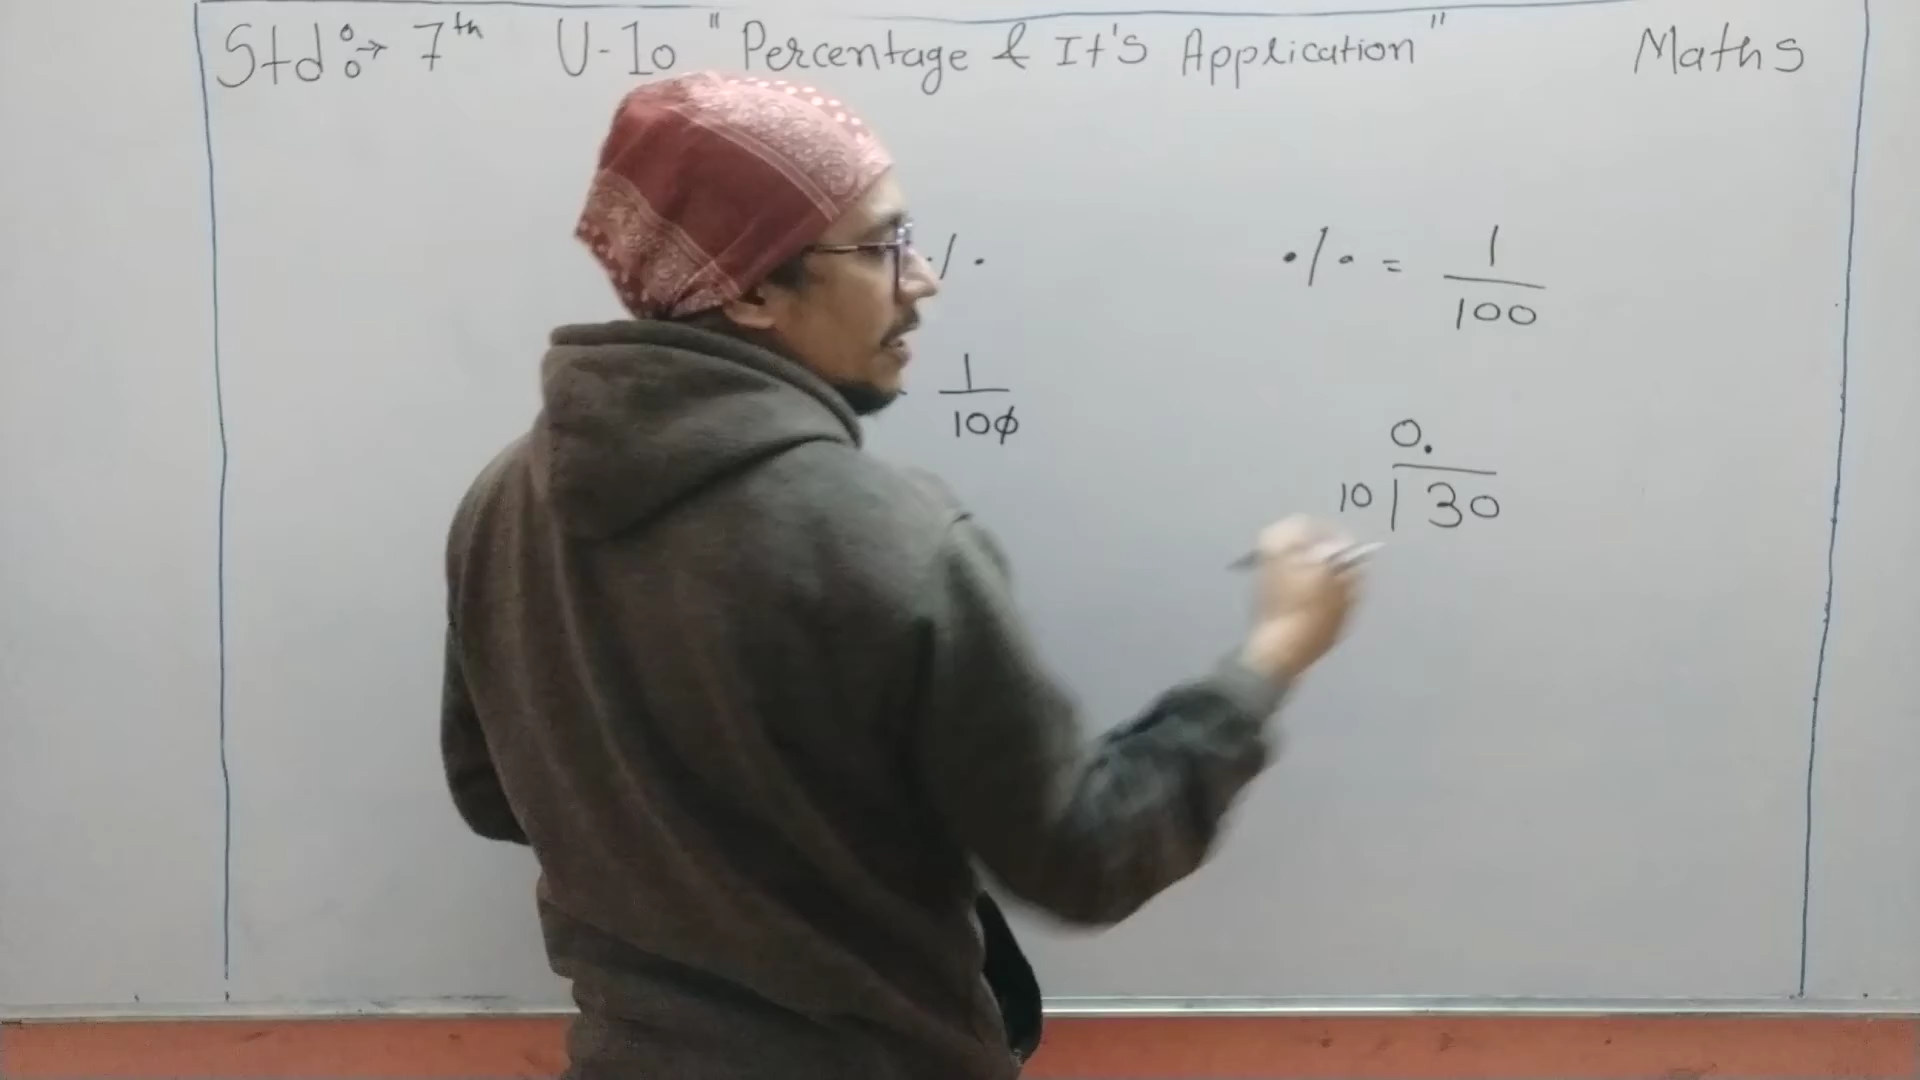 Std :→ 7th U-10 "Percentage & It's Application" Maths
% % = 1/100
1/100
0.
10 | 30